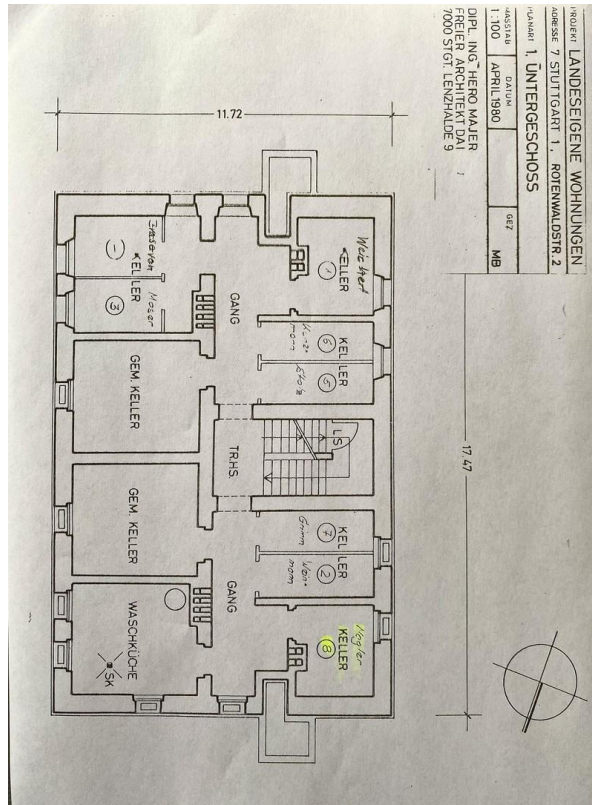 PROJEKT LANDESEIGENE WOHNUNGEN
ADRESSE 7 STUTTGART 1, ROTENWALDSTR. 2
PLANART 1. UNTERGESCHOSS
MASSTAB 1:100
DATUM APRIL 1980
GEZ MB
DIPL. ING. HERO MAJER
FREIER ARCHITEKT DAI
7000 STGT. LENZHALDE 9
11.72
17.47
Weichert
KELLER
1
KELLER
6
5
GANG
KELLER
Moser
3
GEM. KELLER
TR.HS.
GEM. KELLER
KELLER
7
Grimm
2
GANG
Vogler
KELLER
8
WASCHKÜCHE
SK